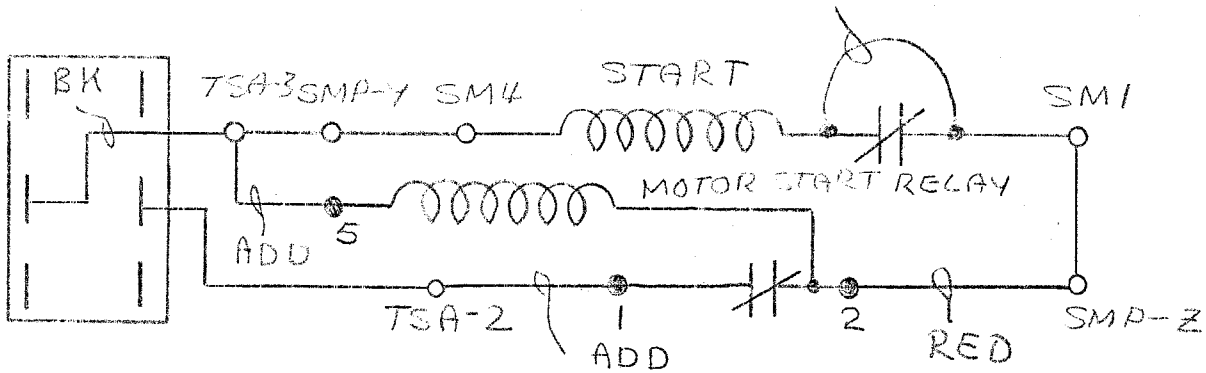 BK
TSA-3 SMP-Y SM4 START SM1
MOTOR START RELAY
ADD
5
TSA-2
1
ADD
2
RED
SMP-Z